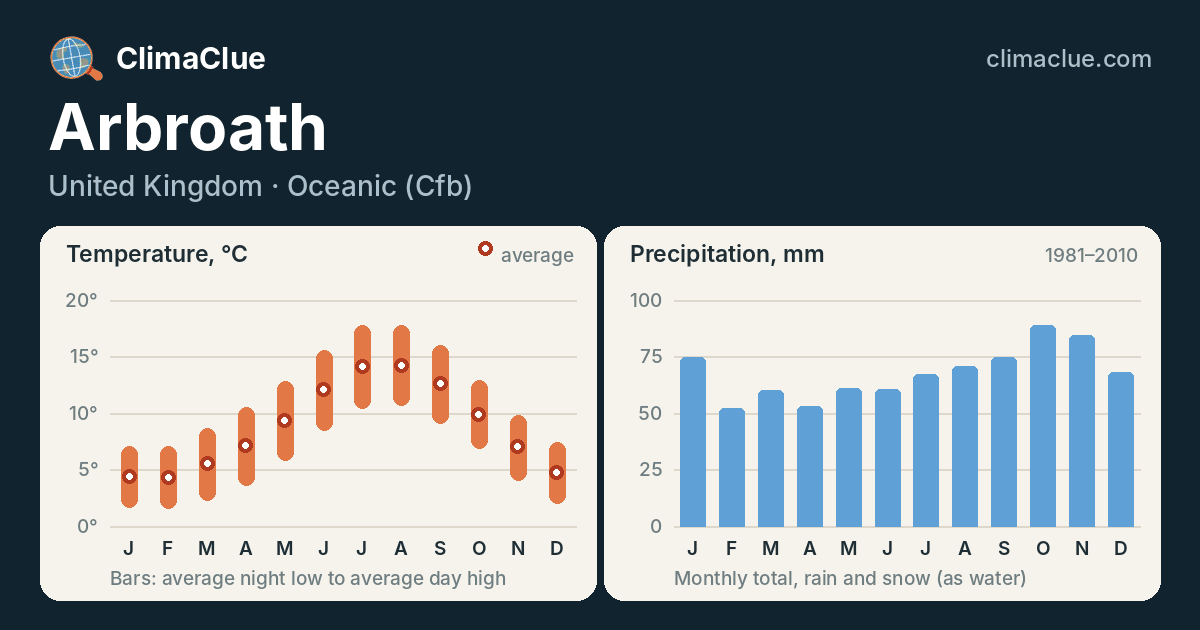 ClimaClue
climaclue.com
Arbroath
United Kingdom · Oceanic (Cfb)
Temperature, °C
average
20°
15°
10°
5°
0°
J F M A M J J A S O N D
Bars: average night low to average day high
Precipitation, mm
1981–2010
100
75
50
25
0
J F M A M J J A S O N D
Monthly total, rain and snow (as water)